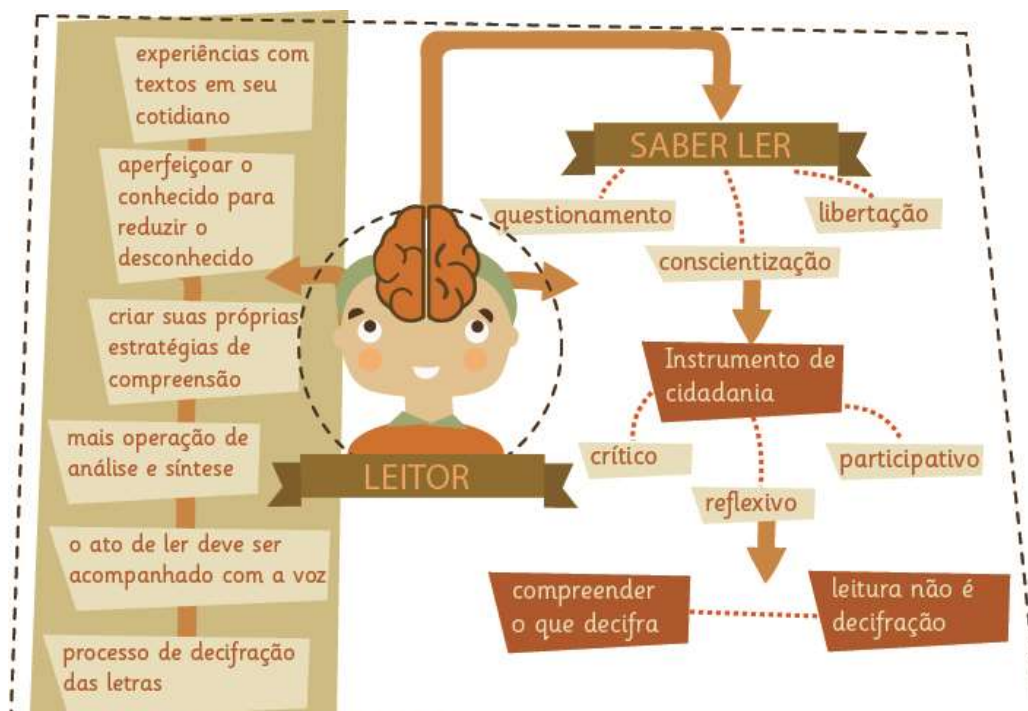 experiências com
textos em seu
cotidiano
aperfeiçoar o
conhecido para
reduzir o
desconhecido
criar suas próprias
estratégias de
compreensão
mais operação de
análise e síntese
o ato de ler deve ser
acompanhado com a voz
processo de decifração
das letras
LEITOR
SABER LER
questionamento
libertação
conscientização
Instrumento de
cidadania
crítico
participativo
reflexivo
compreender
o que decifra
leitura não é
decifração